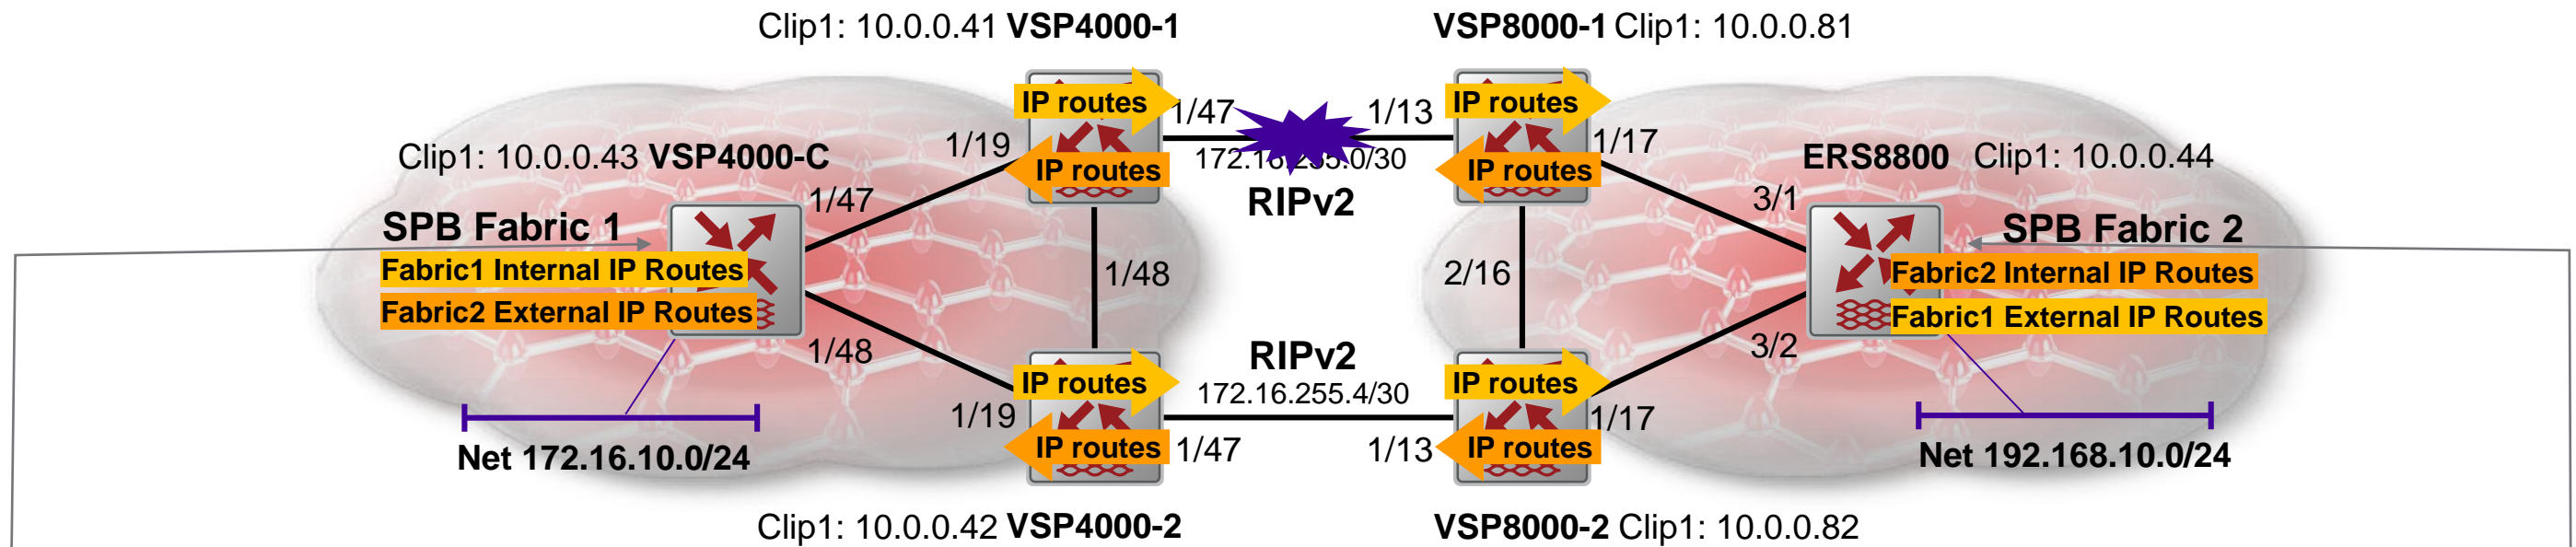 Clip1: 10.0.0.41 VSP4000-1
VSP8000-1 Clip1: 10.0.0.81
IP routes
1/47
1/13
IP routes
1/19
172.16.255.0/30
1/17
IP routes
IP routes
RIPv2
Clip1: 10.0.0.43 VSP4000-C
ERS8800 Clip1: 10.0.0.44
1/47
3/1
SPB Fabric 1
SPB Fabric 2
Fabric1 Internal IP Routes
1/48
2/16
Fabric2 Internal IP Routes
Fabric2 External IP Routes
Fabric1 External IP Routes
1/48
RIPv2
3/2
IP routes
172.16.255.4/30
IP routes
1/19
1/17
IP routes
1/47
1/13
IP routes
Net 172.16.10.0/24
Net 192.168.10.0/24
Clip1: 10.0.0.42 VSP4000-2
VSP8000-2 Clip1: 10.0.0.82